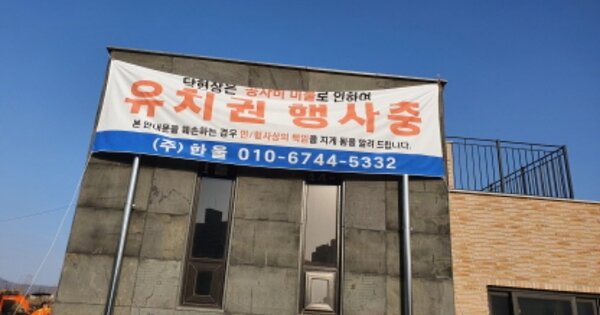 단현장은 공사비 미불로 인하여
유치권 행사중
본 안내문을 훼손하는 경우 민/형사상의 책임을 지게 됨을 알려 드립니다.
(주) 한울 010-6744-5332